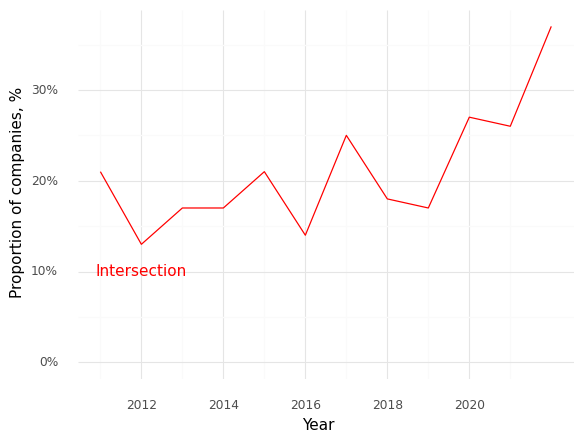 Proportion of companies, %
30%
20%
10%
0%
Intersection
2012 2014 2016 2018 2020
Year